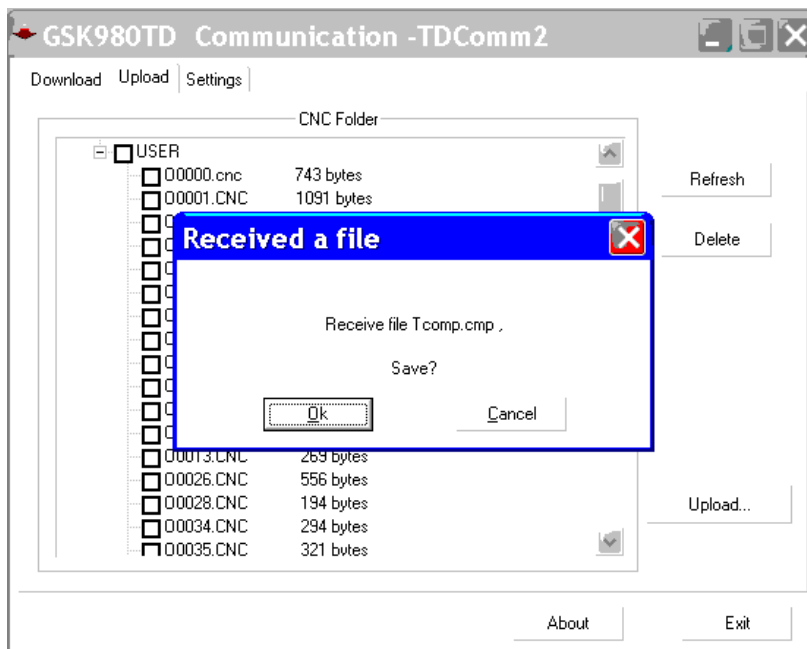 GSK980TD Communication -TDComm2
Download Upload Settings
CNC Folder
USER
O0000.cnc 743 bytes
O0001.CNC 1091 bytes
Refresh
Delete
Received a file
Receive file Tcomp.cmp ,
Save?
Ok Cancel
O0013.CNC 269 bytes
O0026.CNC 556 bytes
O0028.CNC 194 bytes
O0034.CNC 294 bytes
O0035.CNC 321 bytes
Upload...
About Exit